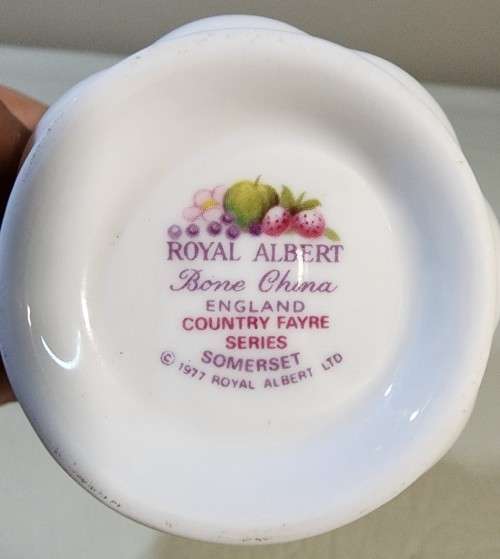 ROYAL ALBERT
Bone China
ENGLAND
COUNTRY FAYRE
SERIES
SOMERSET
© 1977 ROYAL ALBERT LTD